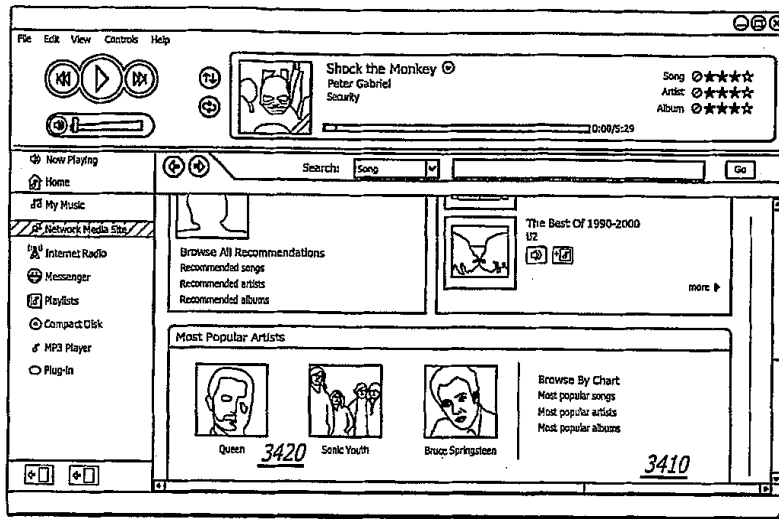 File Edit View Controls Help
Shock the Monkey
Peter Gabriel
Security
Song
Artist
Album
0:00/5:29
Now Playing
Home
My Music
Network Media Site
Internet Radio
Messenger
Playlists
Compact Disk
MP3 Player
Plug-in
Search: Song Go
Browse All Recommendations
Recommended songs
Recommended artists
Recommended albums
The Best Of 1990-2000
U2
more
Most Popular Artists
Queen
3420
Sonic Youth
Bruce Springsteen
Browse By Chart
Most popular songs
Most popular artists
Most popular albums
3410